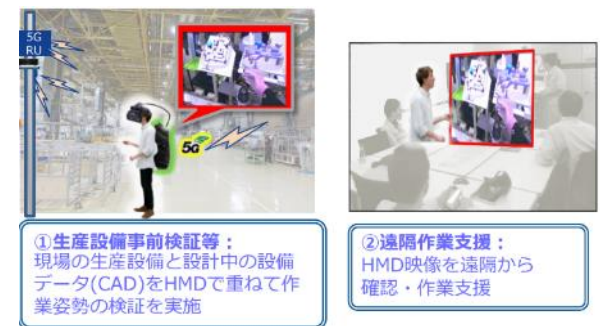 5G
RU
5G
①生産設備事前検証等：
現場の生産設備と設計中の設備
データ(CAD)をHMDで重ねて作
業姿勢の検証を実施
②遠隔作業支援：
HMD映像を遠隔から
確認・作業支援